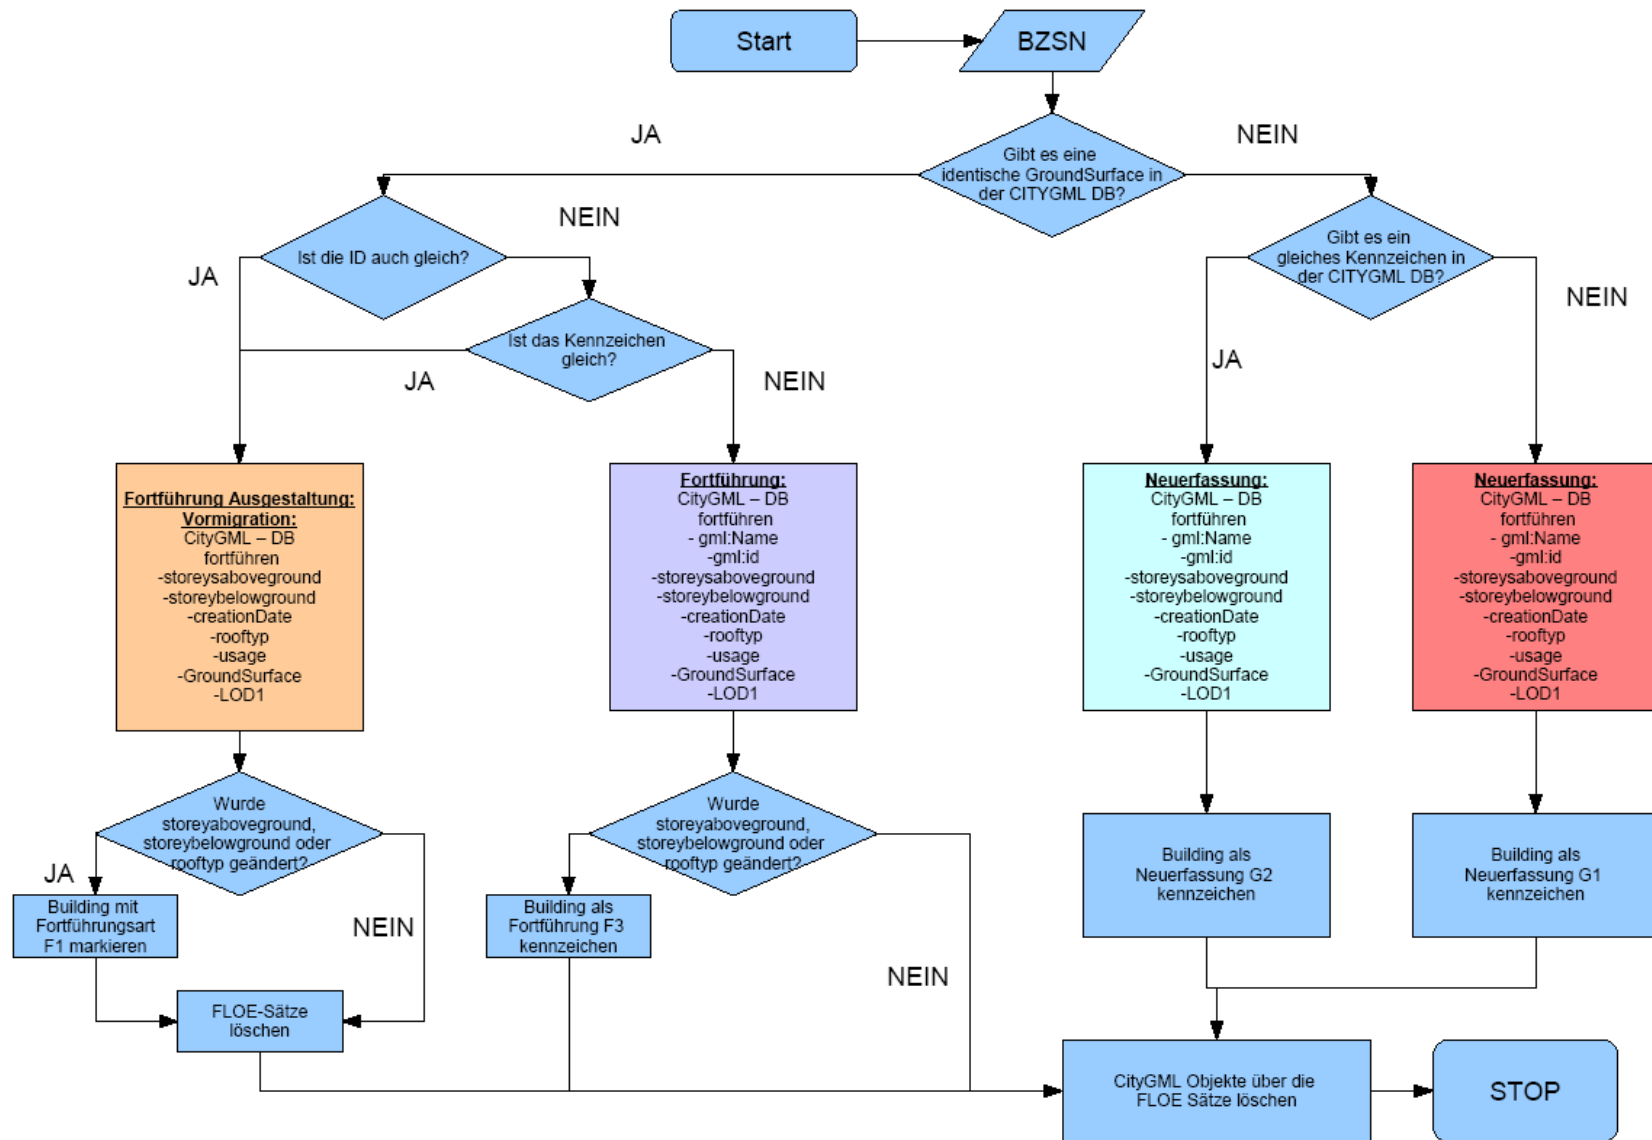 Start
BZSN
JA
NEIN
Gibt es eine
identische GroundSurface in
der CITYGML DB?
NEIN
Ist die ID auch gleich?
JA
Gibt es ein
gleiches Kennzeichen in
der CITYGML DB?
NEIN
Ist das Kennzeichen
gleich?
JA
NEIN
JA
Fortführung Ausgestaltung:
Vormigration:
CityGML – DB
fortführen
-storeysaboveground
-storeybelowground
-creationDate
-rooftyp
-usage
-GroundSurface
-LOD1
Fortführung:
CityGML – DB
fortführen
- gml:Name
-gml:id
-storeysaboveground
-storeybelowground
-creationDate
-rooftyp
-usage
-GroundSurface
-LOD1
Neuerfassung:
CityGML – DB
fortführen
- gml:Name
-gml:id
-storeysaboveground
-storeybelowground
-creationDate
-rooftyp
-usage
-GroundSurface
-LOD1
Neuerfassung:
CityGML – DB
fortführen
- gml:Name
-gml:id
-storeysaboveground
-storeybelowground
-creationDate
-rooftyp
-usage
-GroundSurface
-LOD1
Wurde
storeyaboveground,
storeybelowground oder
rooftyp geändert?
JA
NEIN
Building mit
Fortführungsart
F1 markieren
FLOE-Sätze
löschen
Wurde
storeyaboveground,
storeybelowground oder
rooftyp geändert?
Building als
Fortführung F3
kennzeichen
NEIN
Building als
Neuerfassung G2
kennzeichen
Building als
Neuerfassung G1
kennzeichen
CityGML Objekte über die
FLOE Sätze löschen
STOP